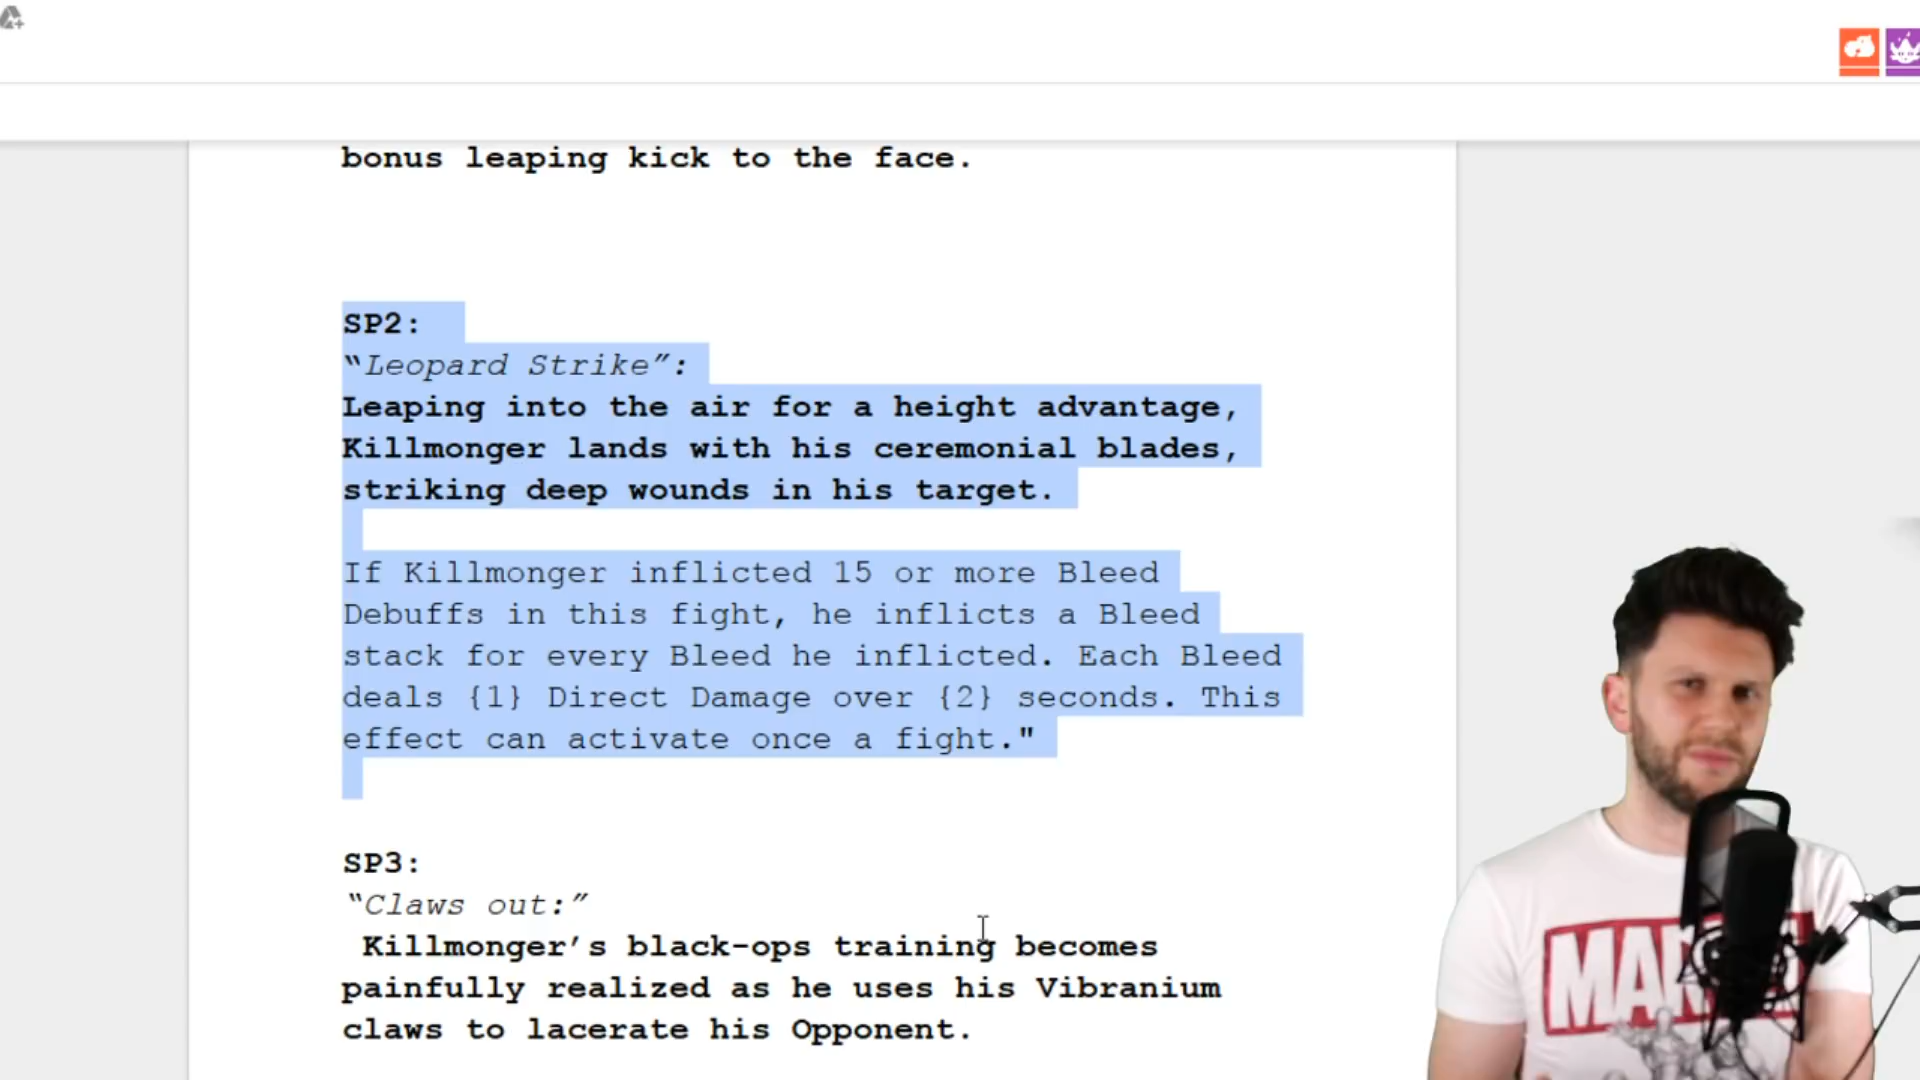 bonus leaping kick to the face.
SP2:
“Leopard Strike”:
Leaping into the air for a height advantage,
Killmonger lands with his ceremonial blades,
striking deep wounds in his target.
If Killmonger inflicted 15 or more Bleed
Debuffs in this fight, he inflicts a Bleed
stack for every Bleed he inflicted. Each Bleed
deals {1} Direct Damage over {2} seconds. This
effect can activate once a fight."
SP3:
“Claws out:”
Killmonger’s black-ops training becomes
painfully realized as he uses his Vibranium
claws to lacerate his Opponent.